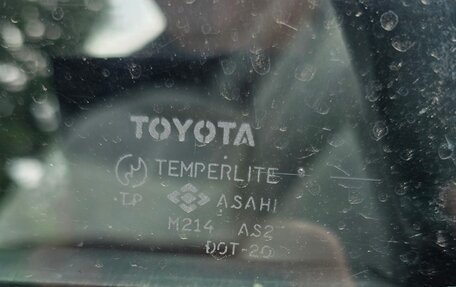 TOYOTA
TEMPERLITE
TP ASAHI
M214 AS2
DOT-20